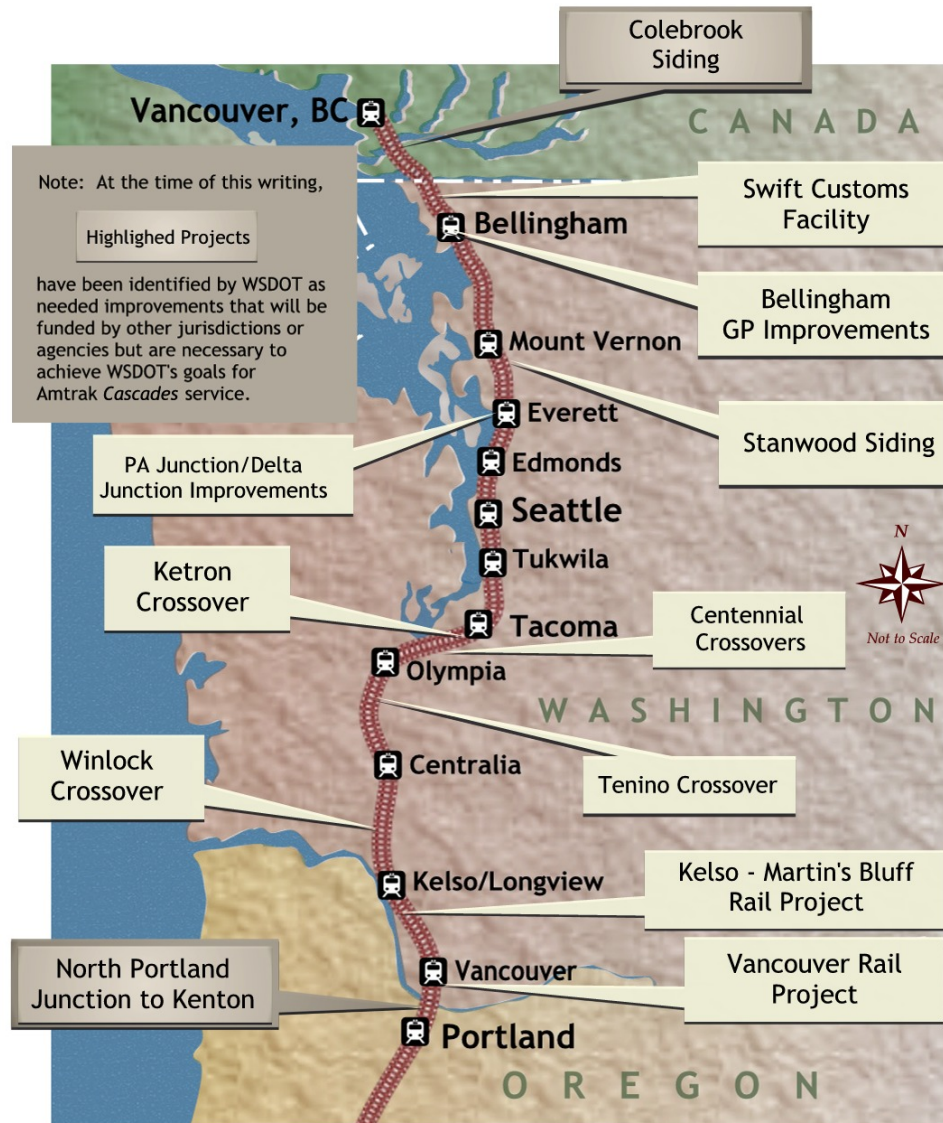 Colebrook
Siding
Vancouver, BC
CANADA
Note: At the time of this writing,
Highlighed Projects
have been identified by WSDOT as
needed improvements that will be
funded by other jurisdictions or
agencies but are necessary to
achieve WSDOT's goals for
Amtrak Cascades service.
Swift Customs
Facility
Bellingham
Bellingham
GP Improvements
Mount Vernon
Everett
Stanwood Siding
PA Junction/Delta
Junction Improvements
Edmonds
Seattle
N
Tukwila
Ketron
Crossover
Not to Scale
Tacoma
Centennial
Crossovers
Olympia
WASHINGTON
Winlock
Crossover
Centralia
Tenino Crossover
Kelso/Longview
Kelso - Martin's Bluff
Rail Project
North Portland
Junction to Kenton
Vancouver
Vancouver Rail
Project
Portland
OREGON